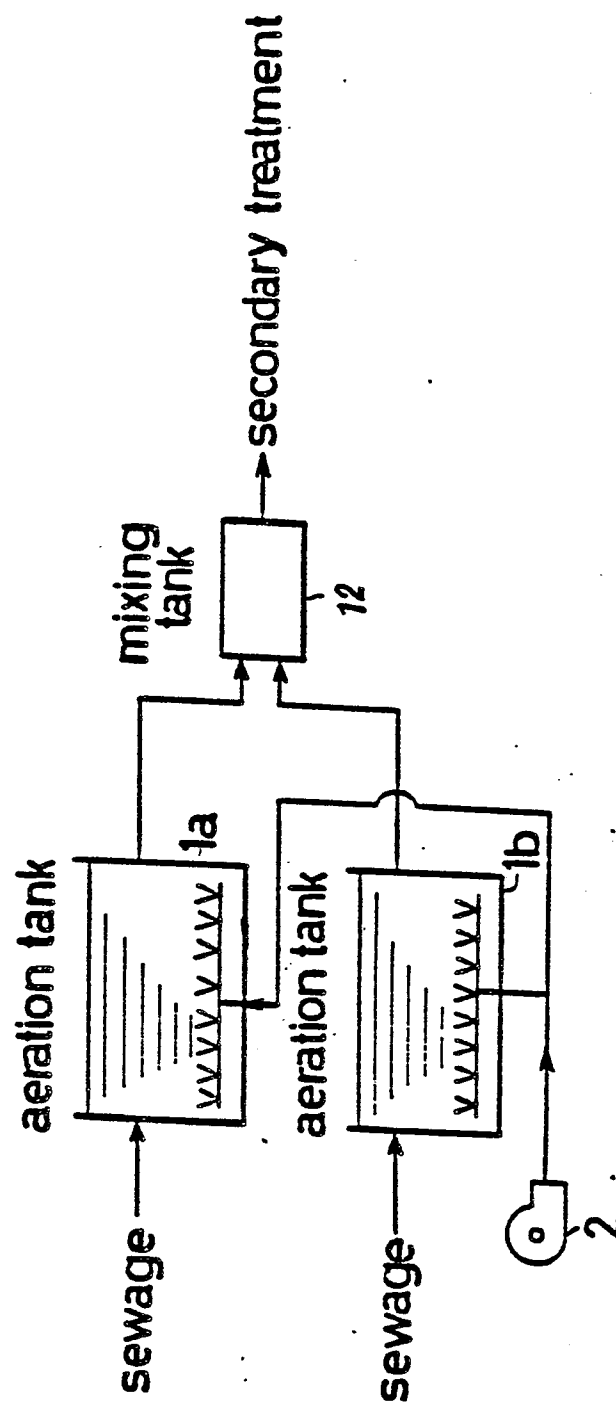 aeration tank
sewage
1a
mixing
tank
12
secondary treatment
aeration tank
sewage
1b
2